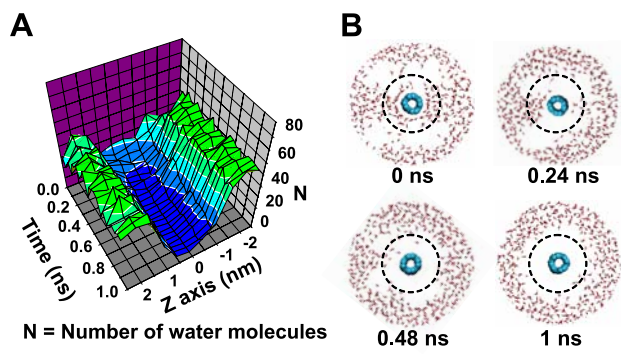 A
B
80
60
40
20
0
N
0.0
0.2
0.4
0.6
0.8
1.0
Time (ns)
2
1
0
-1
-2
Z axis (nm)
N = Number of water molecules
0 ns
0.24 ns
0.48 ns
1 ns